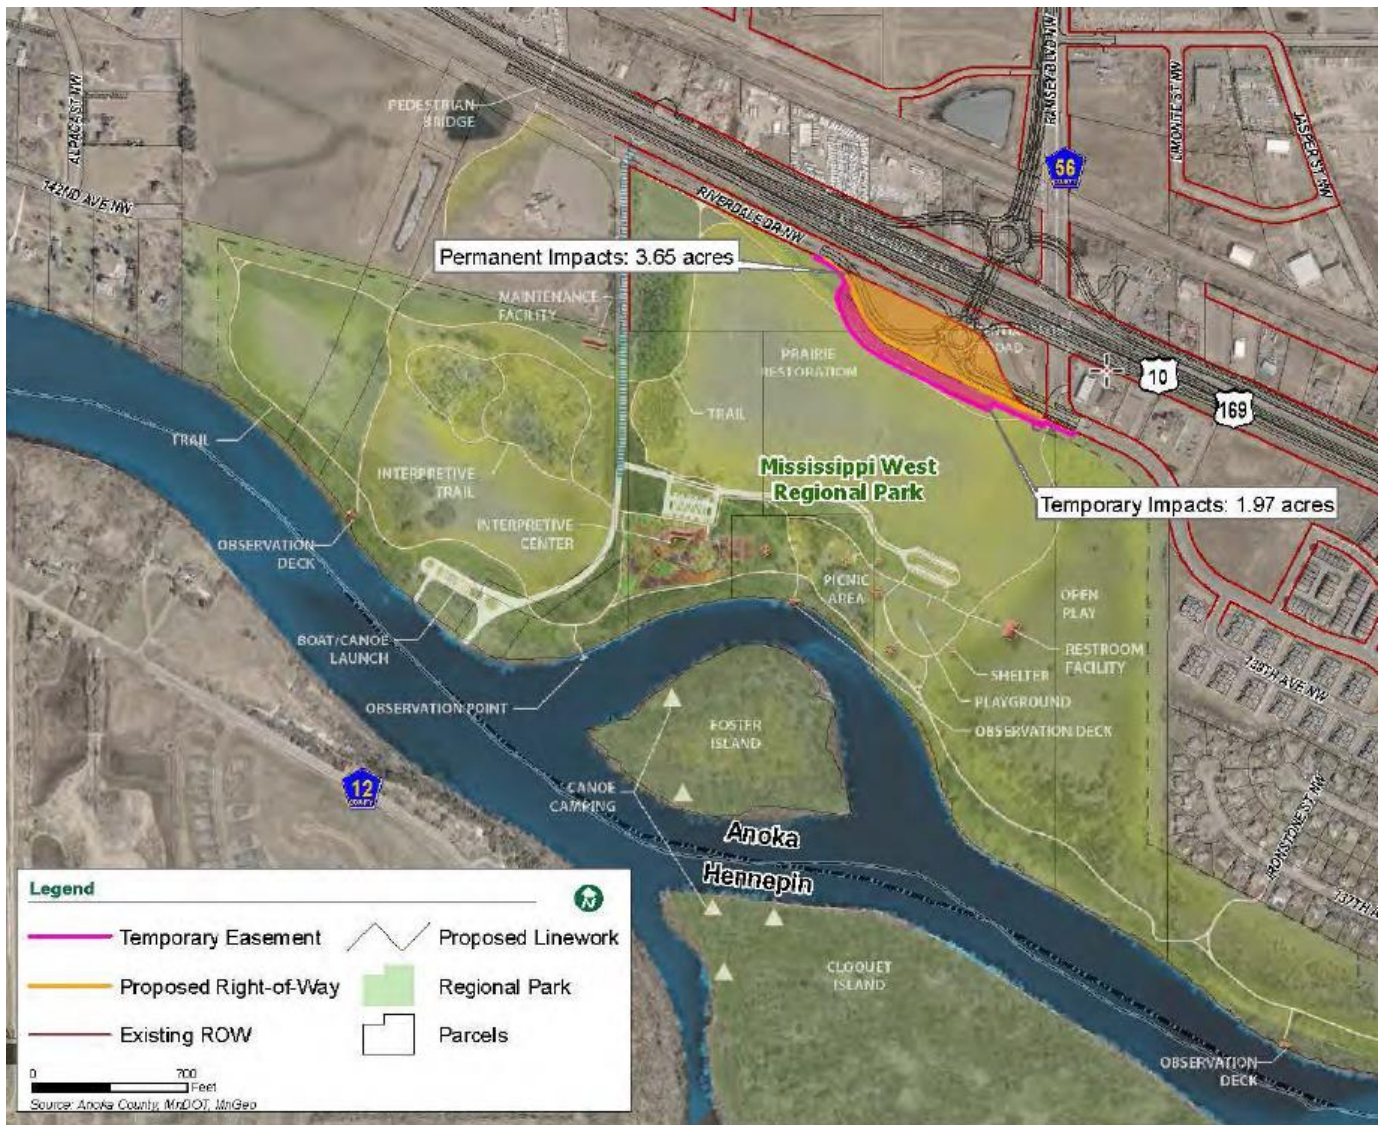 ALPACA ST NW
142ND AVE NW
PEDESTRIAN
BRIDGE
RAMSEY BLVD NW
LIMONITE ST NW
JASPER ST NW
56
COUNTY
RIVERDALE DR NW
Permanent Impacts: 3.65 acres
MAINTENANCE
FACILITY
PRAIRIE
RESTORATION
ROAD
10
169
TRAIL
TRAIL
INTERPRETIVE
TRAIL
Mississippi West
Regional Park
Temporary Impacts: 1.97 acres
INTERPRETIVE
CENTER
OBSERVATION
DECK
PICNIC
AREA
OPEN
PLAY
BOAT/CANOE
LAUNCH
RESTROOM
FACILITY
SHELTER
PLAYGROUND
OBSERVATION DECK
138TH AVE NW
OBSERVATION POINT
FOSTER
ISLAND
12
COUNTY
CANOE
CAMPING
Anoka
Hennepin
IRONSTONE ST NW
137TH A
CLOQUET
ISLAND
OBSERVATION
DECK
Legend
N
Temporary Easement
Proposed Linework
Proposed Right-of-Way
Regional Park
Existing ROW
Parcels
0 700
Feet
Source: Anoka County, MnDOT, MnGeo